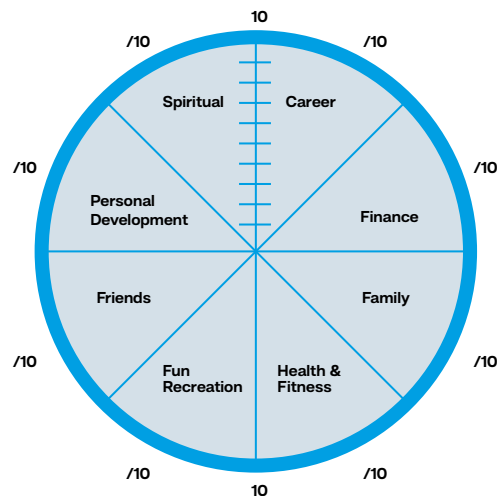 10
/10
/10
Spiritual
Career
/10
/10
Personal
Development
Finance
Friends
Family
/10
/10
Fun
Recreation
Health &
Fitness
/10
/10
10